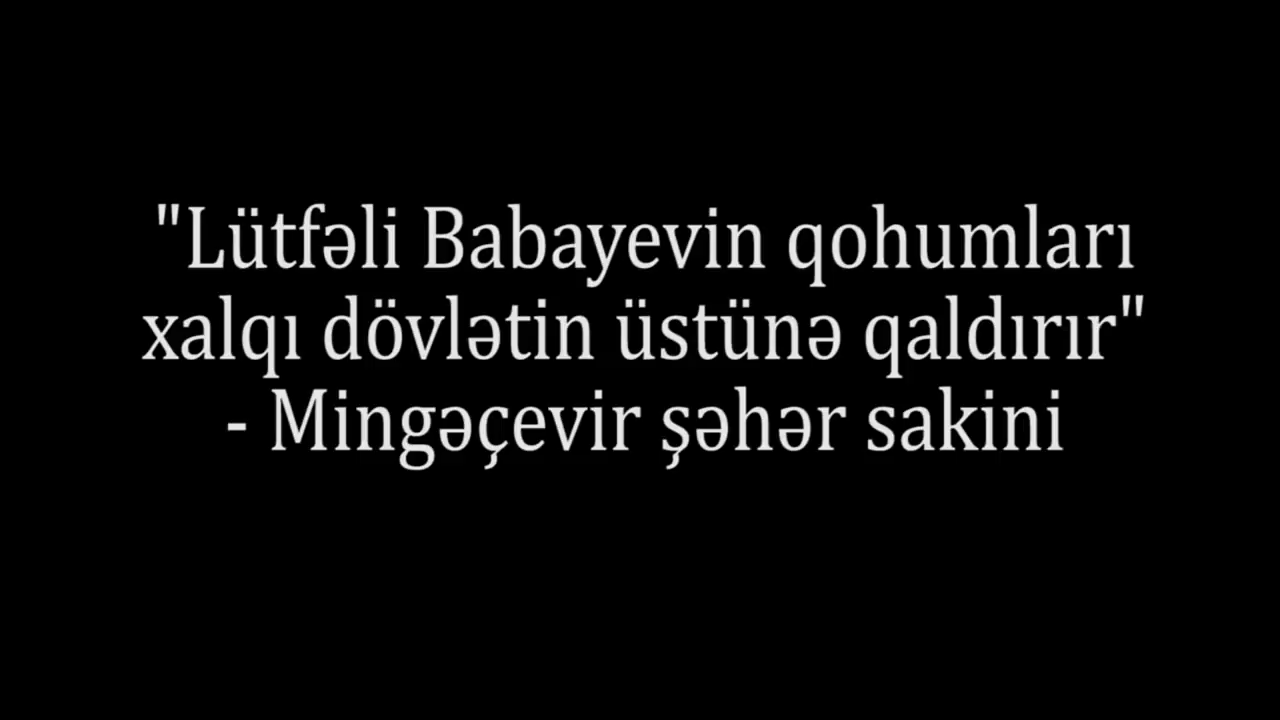 "Lütfəli Babayevin qohumları
xalqı dövlətin üstünə qaldırır"
- Mingəçevir şəhər sakini